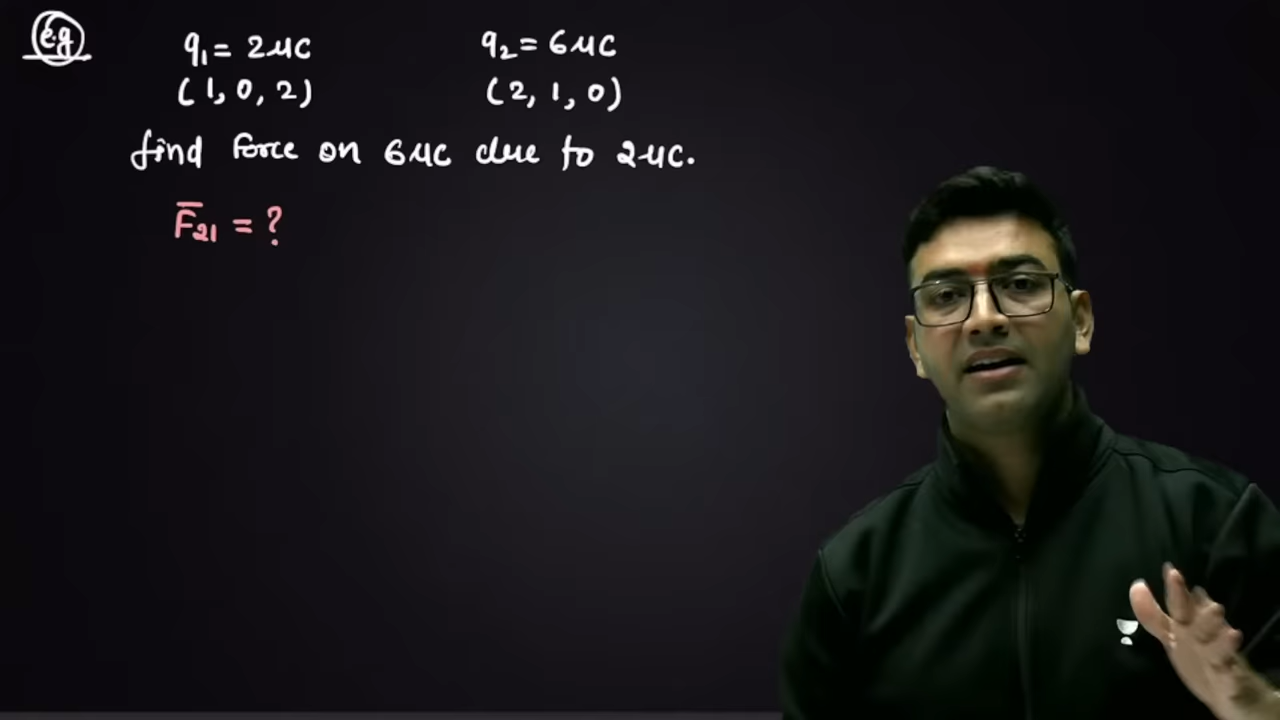 e.g
q₁ = 2μC q₂ = 6μC
(1, 0, 2) (2, 1, 0)
find force on 6μC due to 2μC.
F̅₂₁ = ?